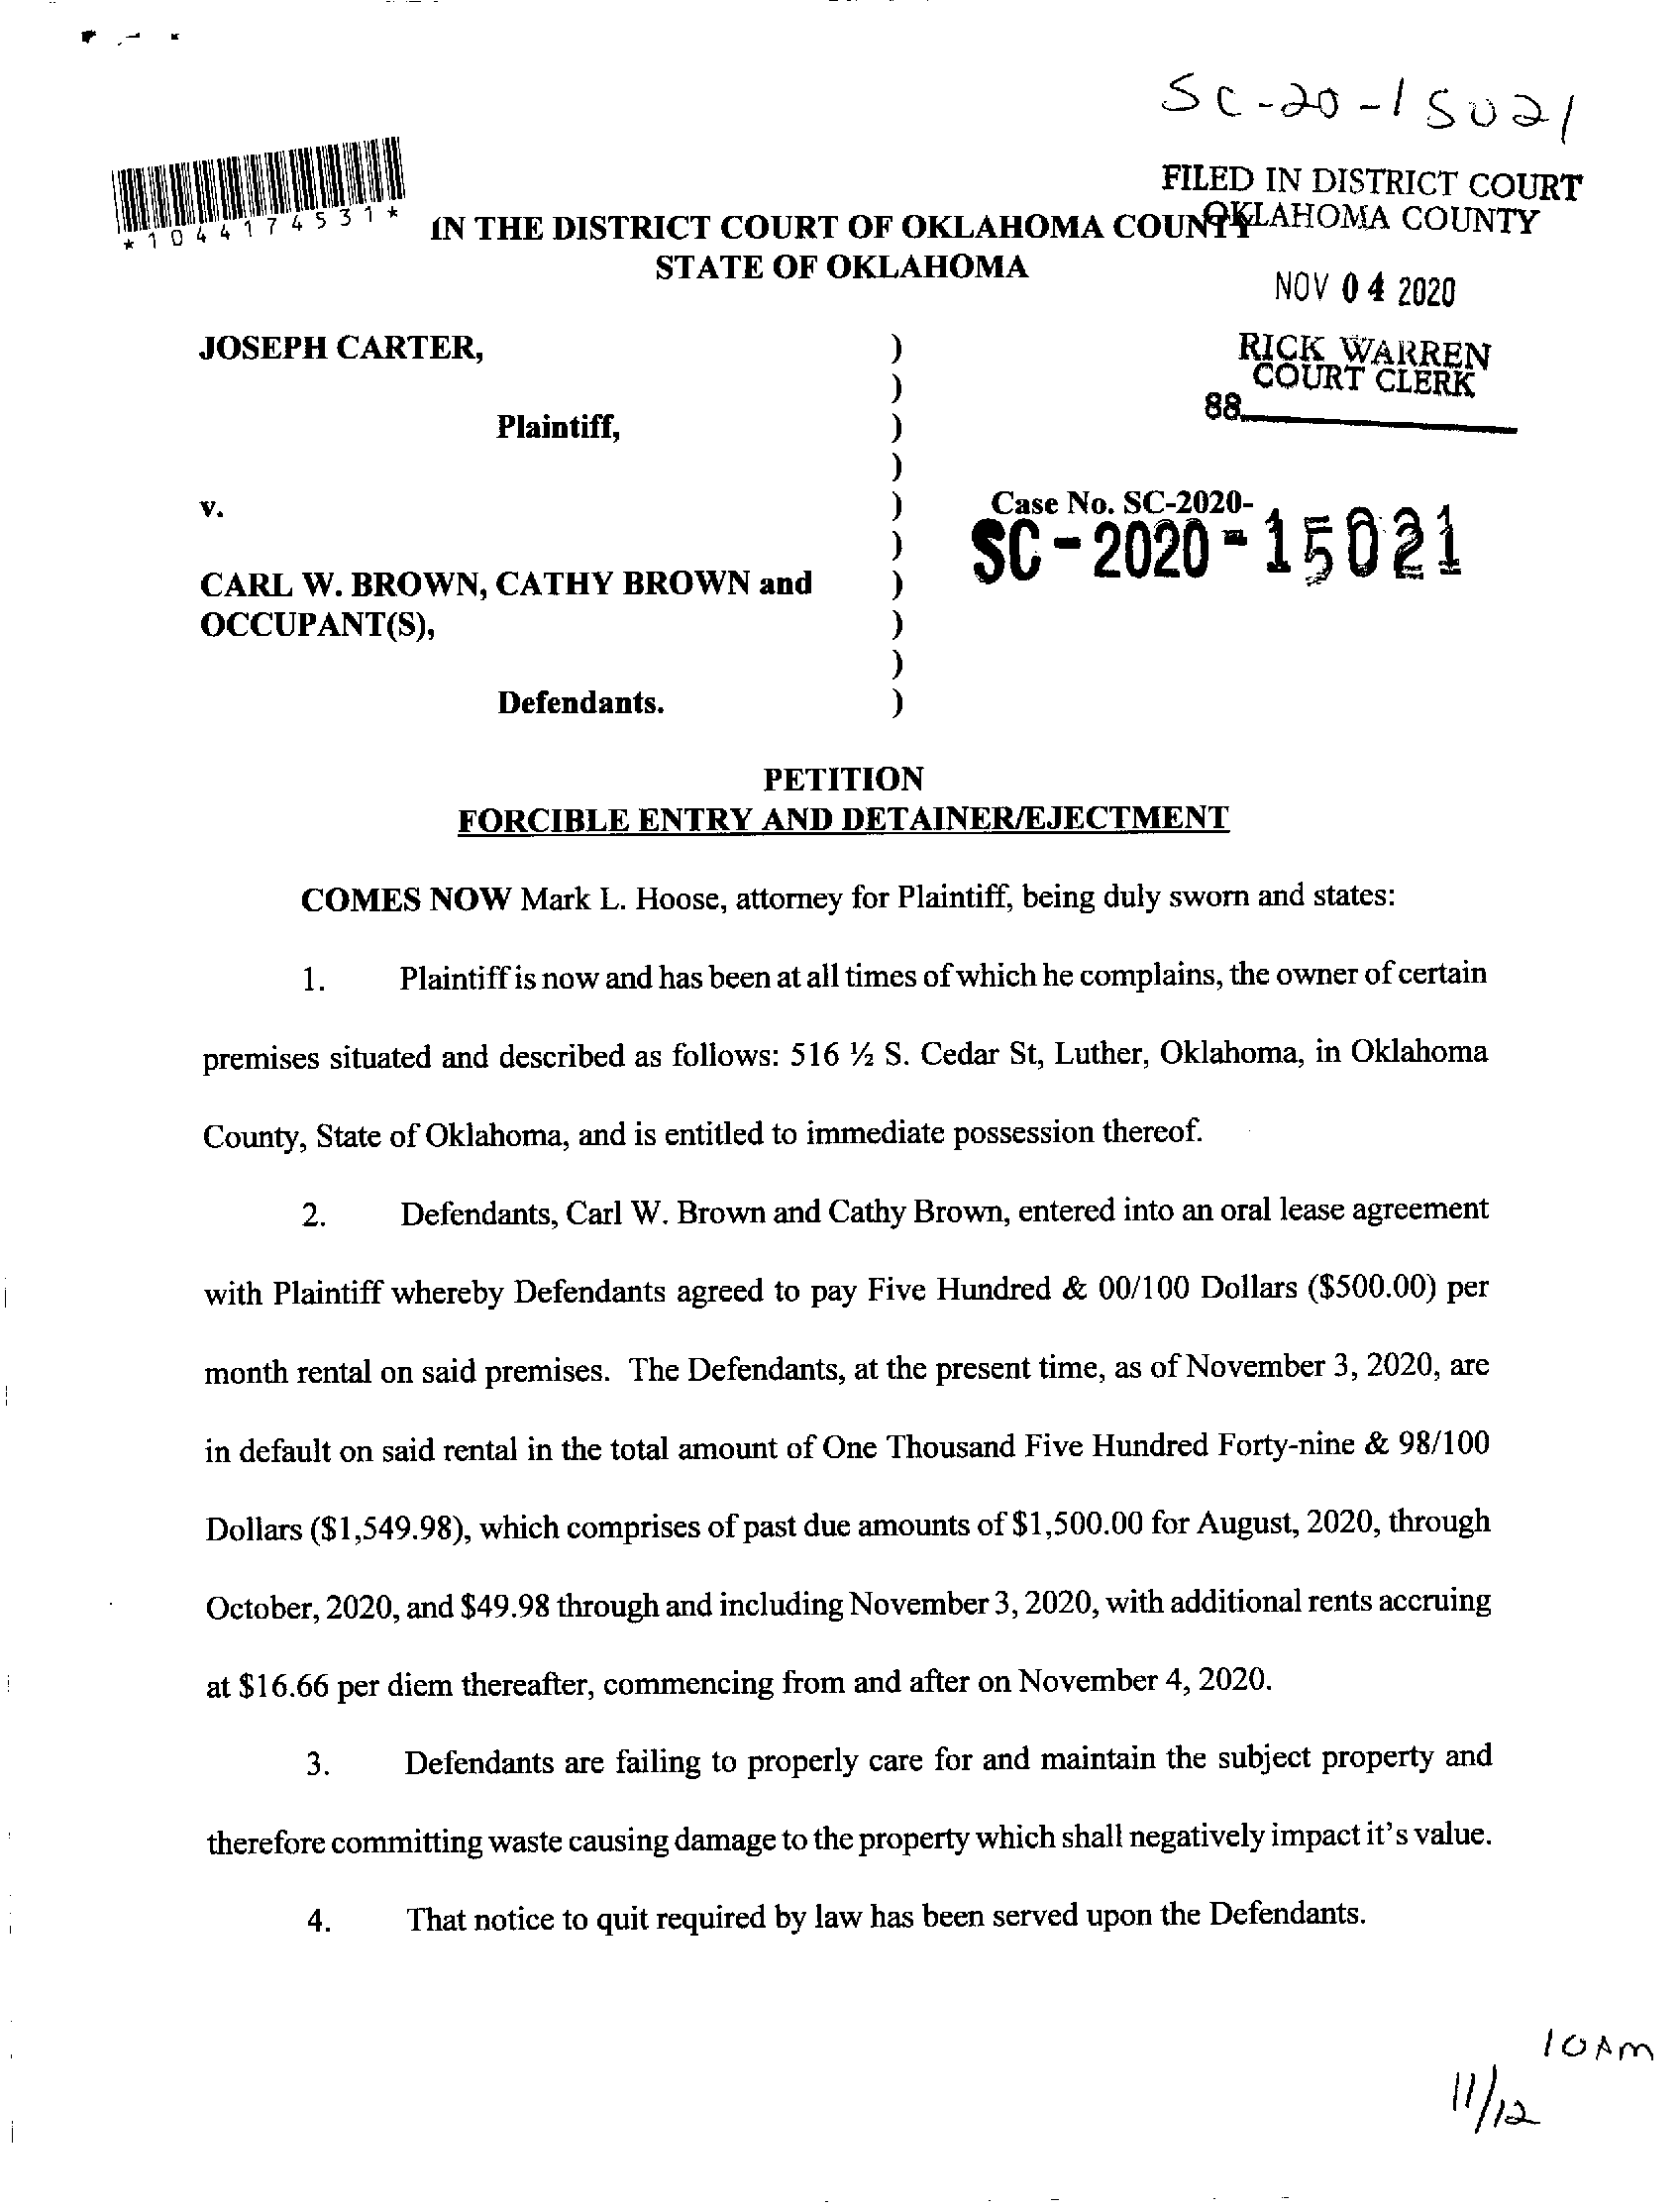 SC-20-15021
FILED IN DISTRICT COURT
OKLAHOMA COUNTY
*1044174531*
IN THE DISTRICT COURT OF OKLAHOMA COUNTY
STATE OF OKLAHOMA
NOV 04 2020
JOSEPH CARTER, )
RICK WARREN
COURT CLERK
)
88
Plaintiff, )
)
v. ) Case No. SC-2020-
SC-2020-15021
)
CARL W. BROWN, CATHY BROWN and )
OCCUPANT(S), )
)
Defendants. )
PETITION
FORCIBLE ENTRY AND DETAINER/EJECTMENT
COMES NOW Mark L. Hoose, attorney for Plaintiff, being duly sworn and states:
1. Plaintiff is now and has been at all times of which he complains, the owner of certain
premises situated and described as follows: 516 ½ S. Cedar St, Luther, Oklahoma, in Oklahoma
County, State of Oklahoma, and is entitled to immediate possession thereof.
2. Defendants, Carl W. Brown and Cathy Brown, entered into an oral lease agreement
with Plaintiff whereby Defendants agreed to pay Five Hundred & 00/100 Dollars ($500.00) per
month rental on said premises. The Defendants, at the present time, as of November 3, 2020, are
in default on said rental in the total amount of One Thousand Five Hundred Forty-nine & 98/100
Dollars ($1,549.98), which comprises of past due amounts of $1,500.00 for August, 2020, through
October, 2020, and $49.98 through and including November 3, 2020, with additional rents accruing
at $16.66 per diem thereafter, commencing from and after on November 4, 2020.
3. Defendants are failing to properly care for and maintain the subject property and
therefore committing waste causing damage to the property which shall negatively impact it's value.
4. That notice to quit required by law has been served upon the Defendants.
10 AM
11/12